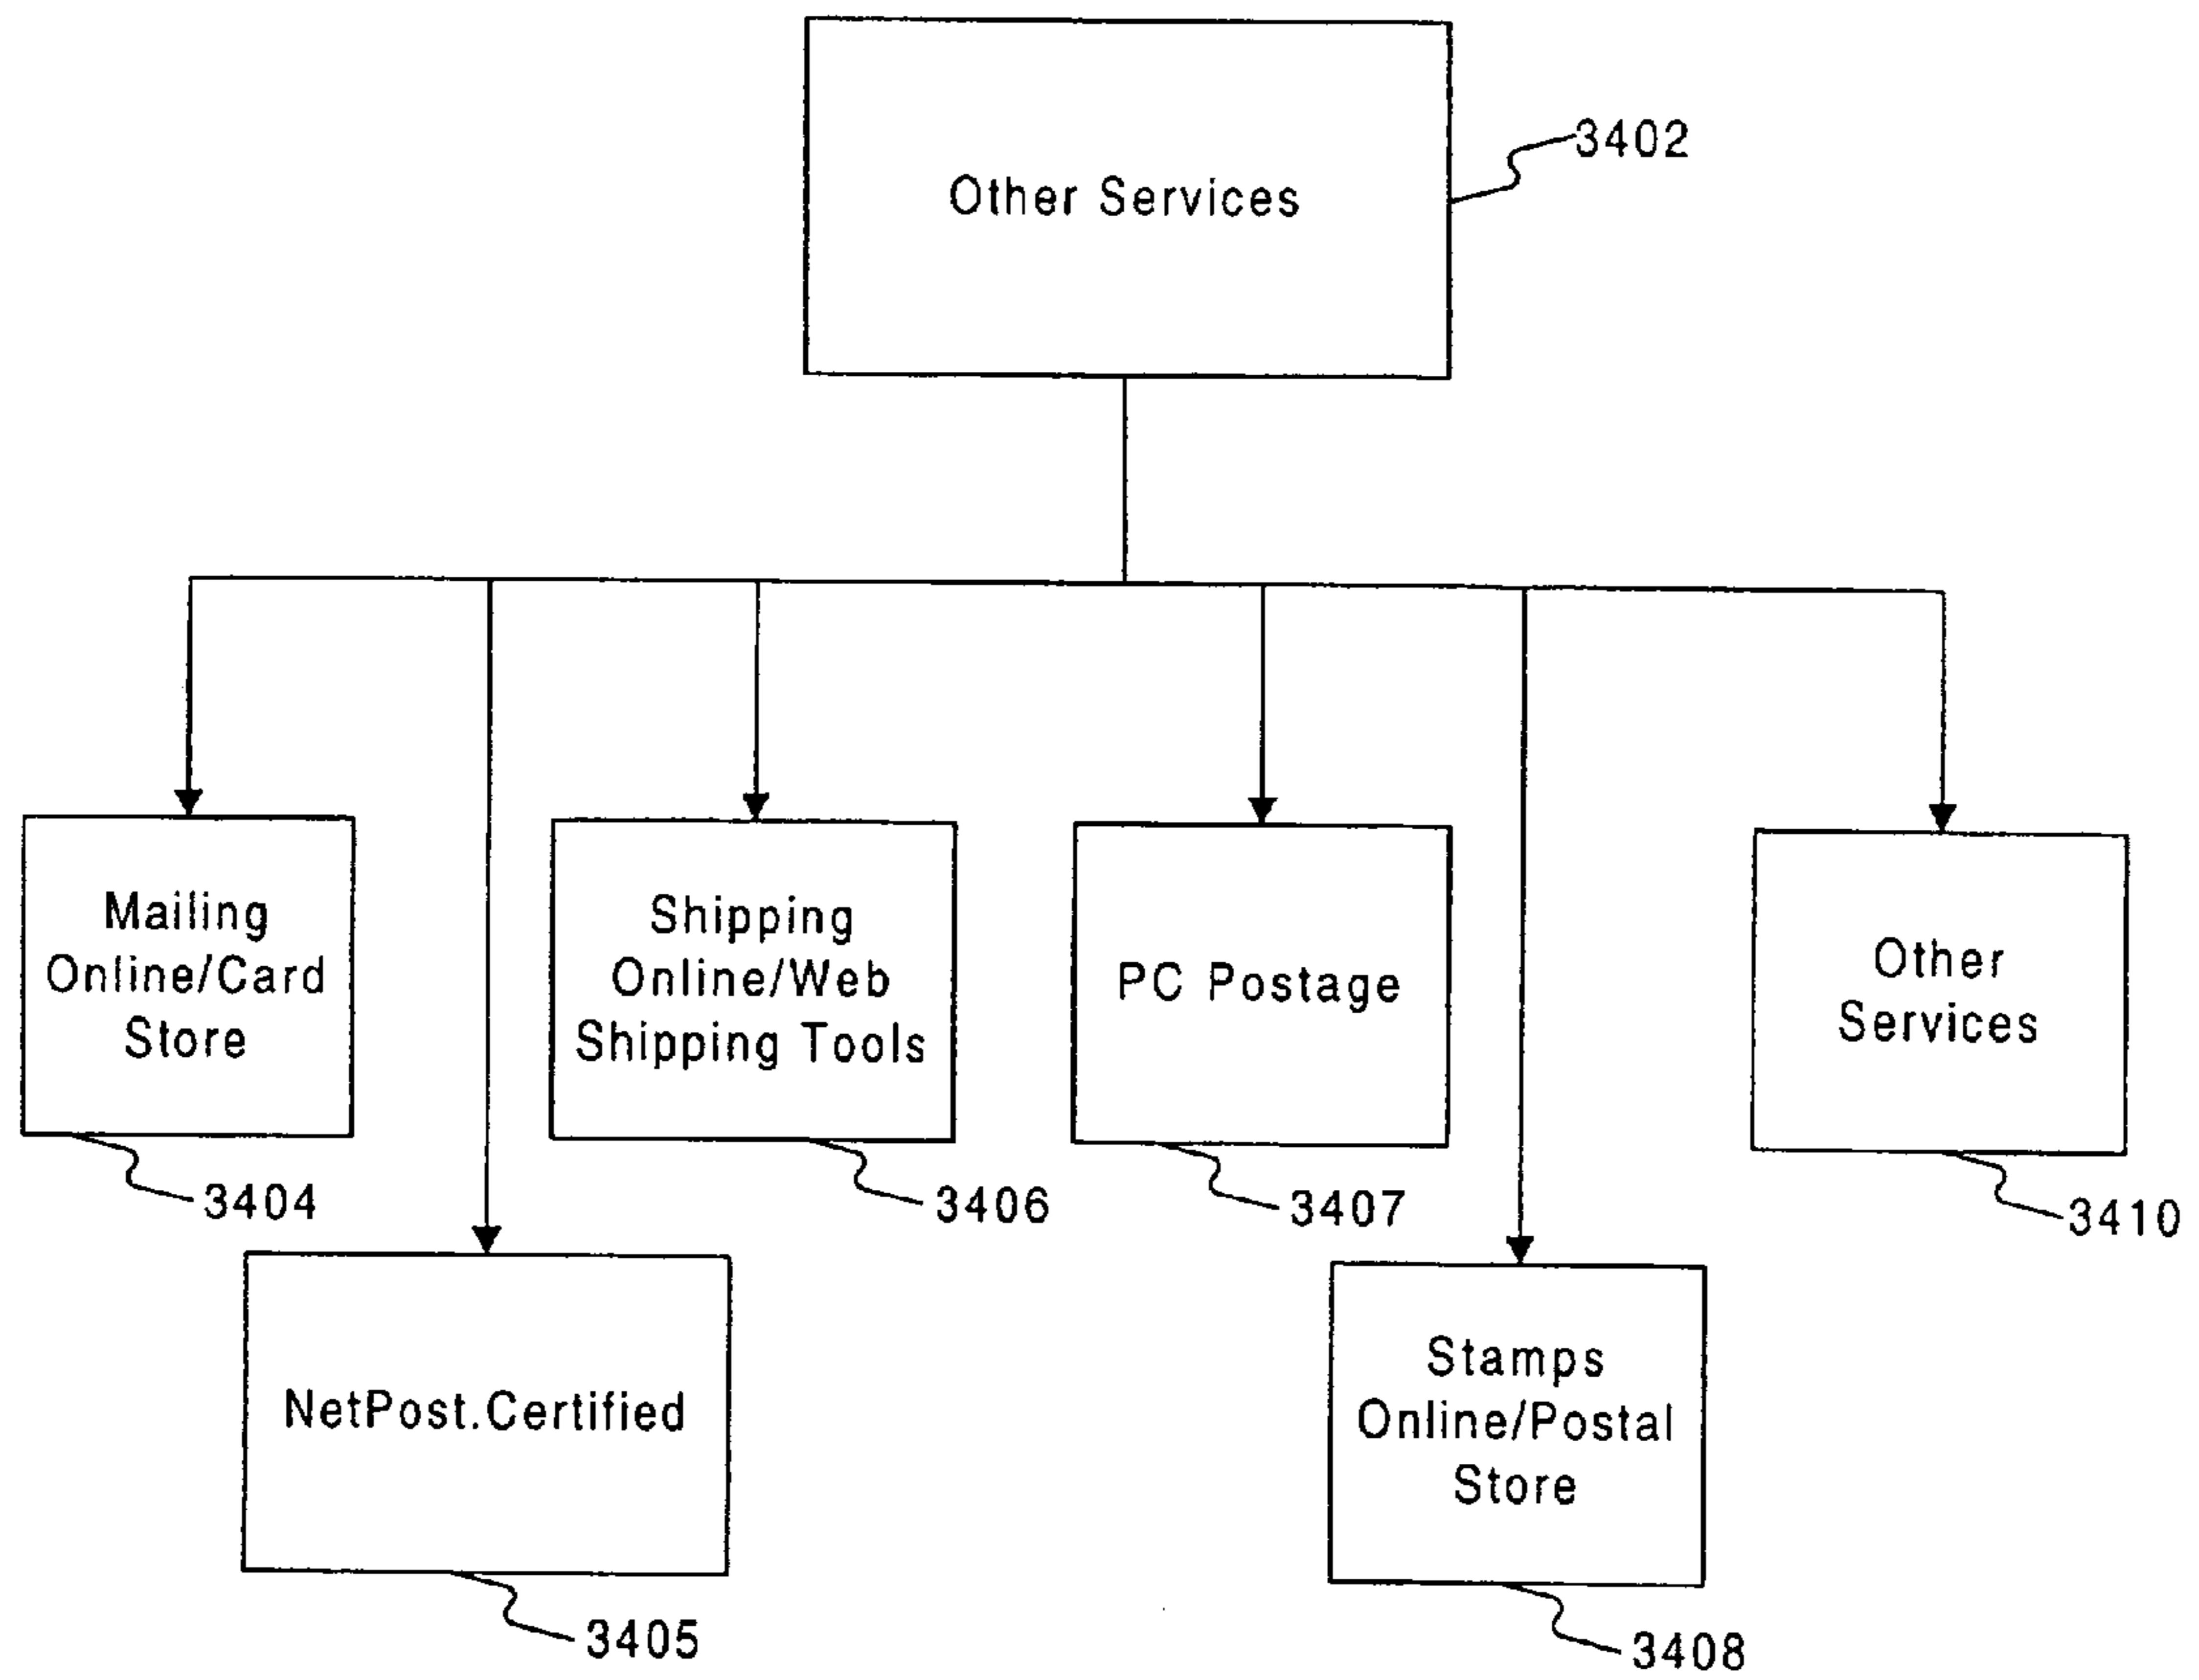 Other Services
3402
Mailing
Online/Card
Store
3404
Shipping
Online/Web
Shipping Tools
3406
PC Postage
3407
Other
Services
3410
NetPost.Certified
3405
Stamps
Online/Postal
Store
3408